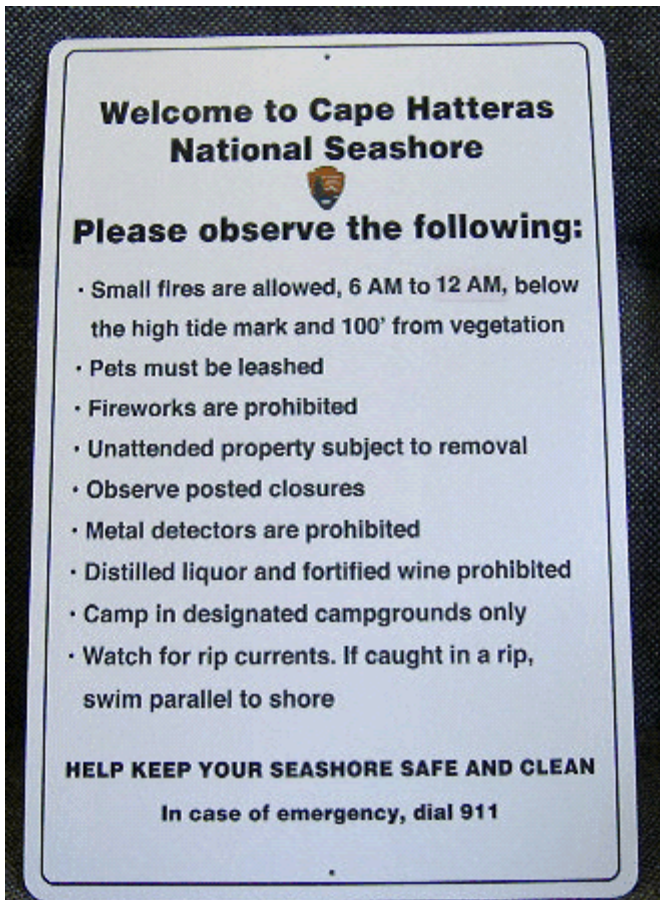 Welcome to Cape Hatteras
National Seashore
Please observe the following:
· Small fires are allowed, 6 AM to 12 AM, below
the high tide mark and 100' from vegetation
· Pets must be leashed
· Fireworks are prohibited
· Unattended property subject to removal
· Observe posted closures
· Metal detectors are prohibited
· Distilled liquor and fortified wine prohibited
· Camp in designated campgrounds only
· Watch for rip currents. If caught in a rip,
swim parallel to shore
HELP KEEP YOUR SEASHORE SAFE AND CLEAN
In case of emergency, dial 911